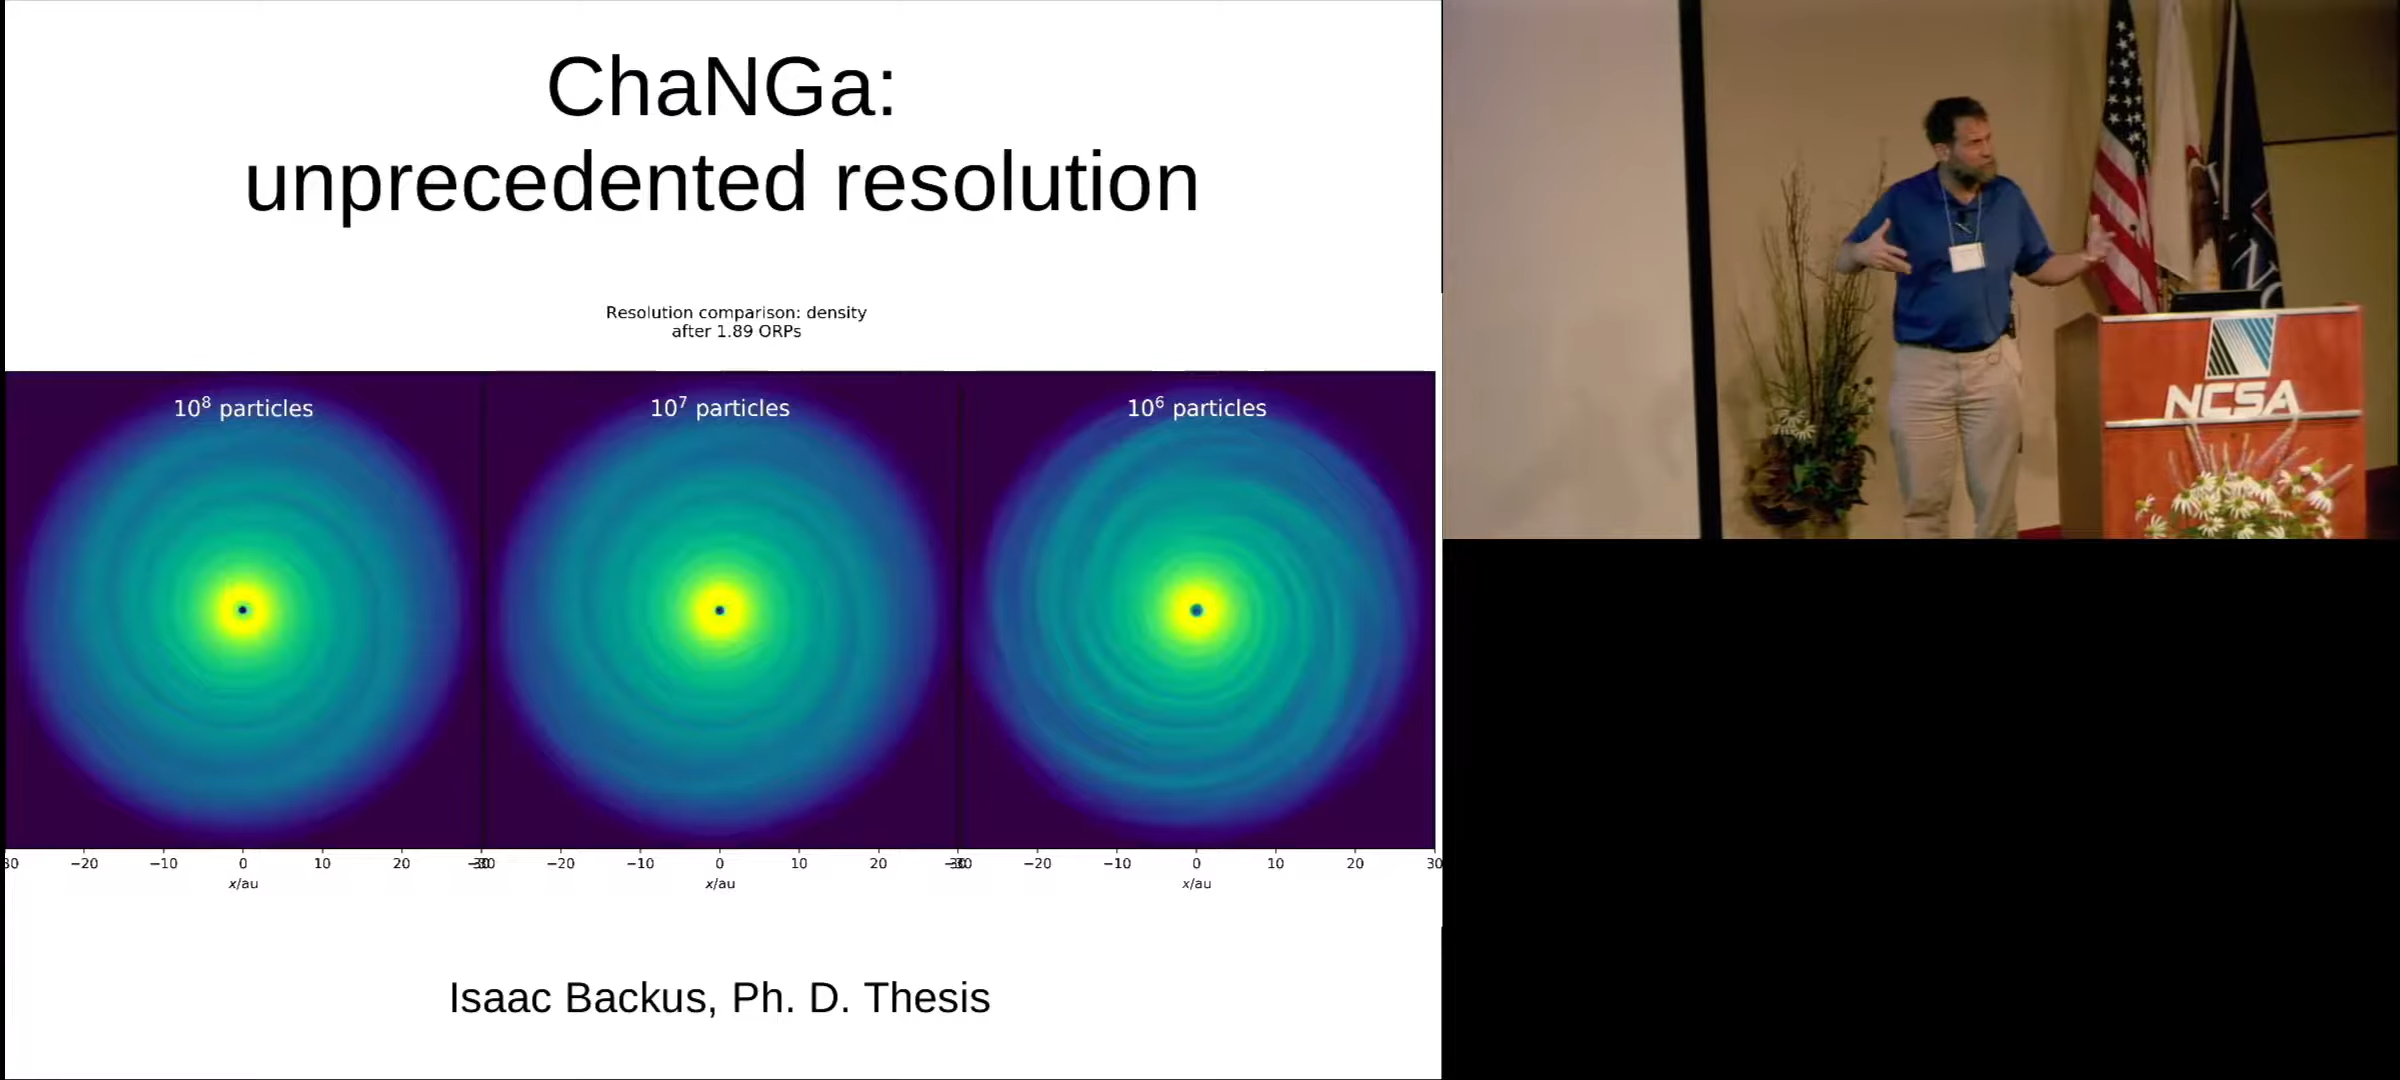 ChaNGa:
unprecedented resolution
Resolution comparison: density
after 1.89 ORPs
10⁸ particles
10⁷ particles
10⁶ particles
−20 −10 0 10 20 −30 −20 −10 0 10 20 −30 −20 −10 0 10 20 30
x/au x/au x/au
Isaac Backus, Ph. D. Thesis
NCSA